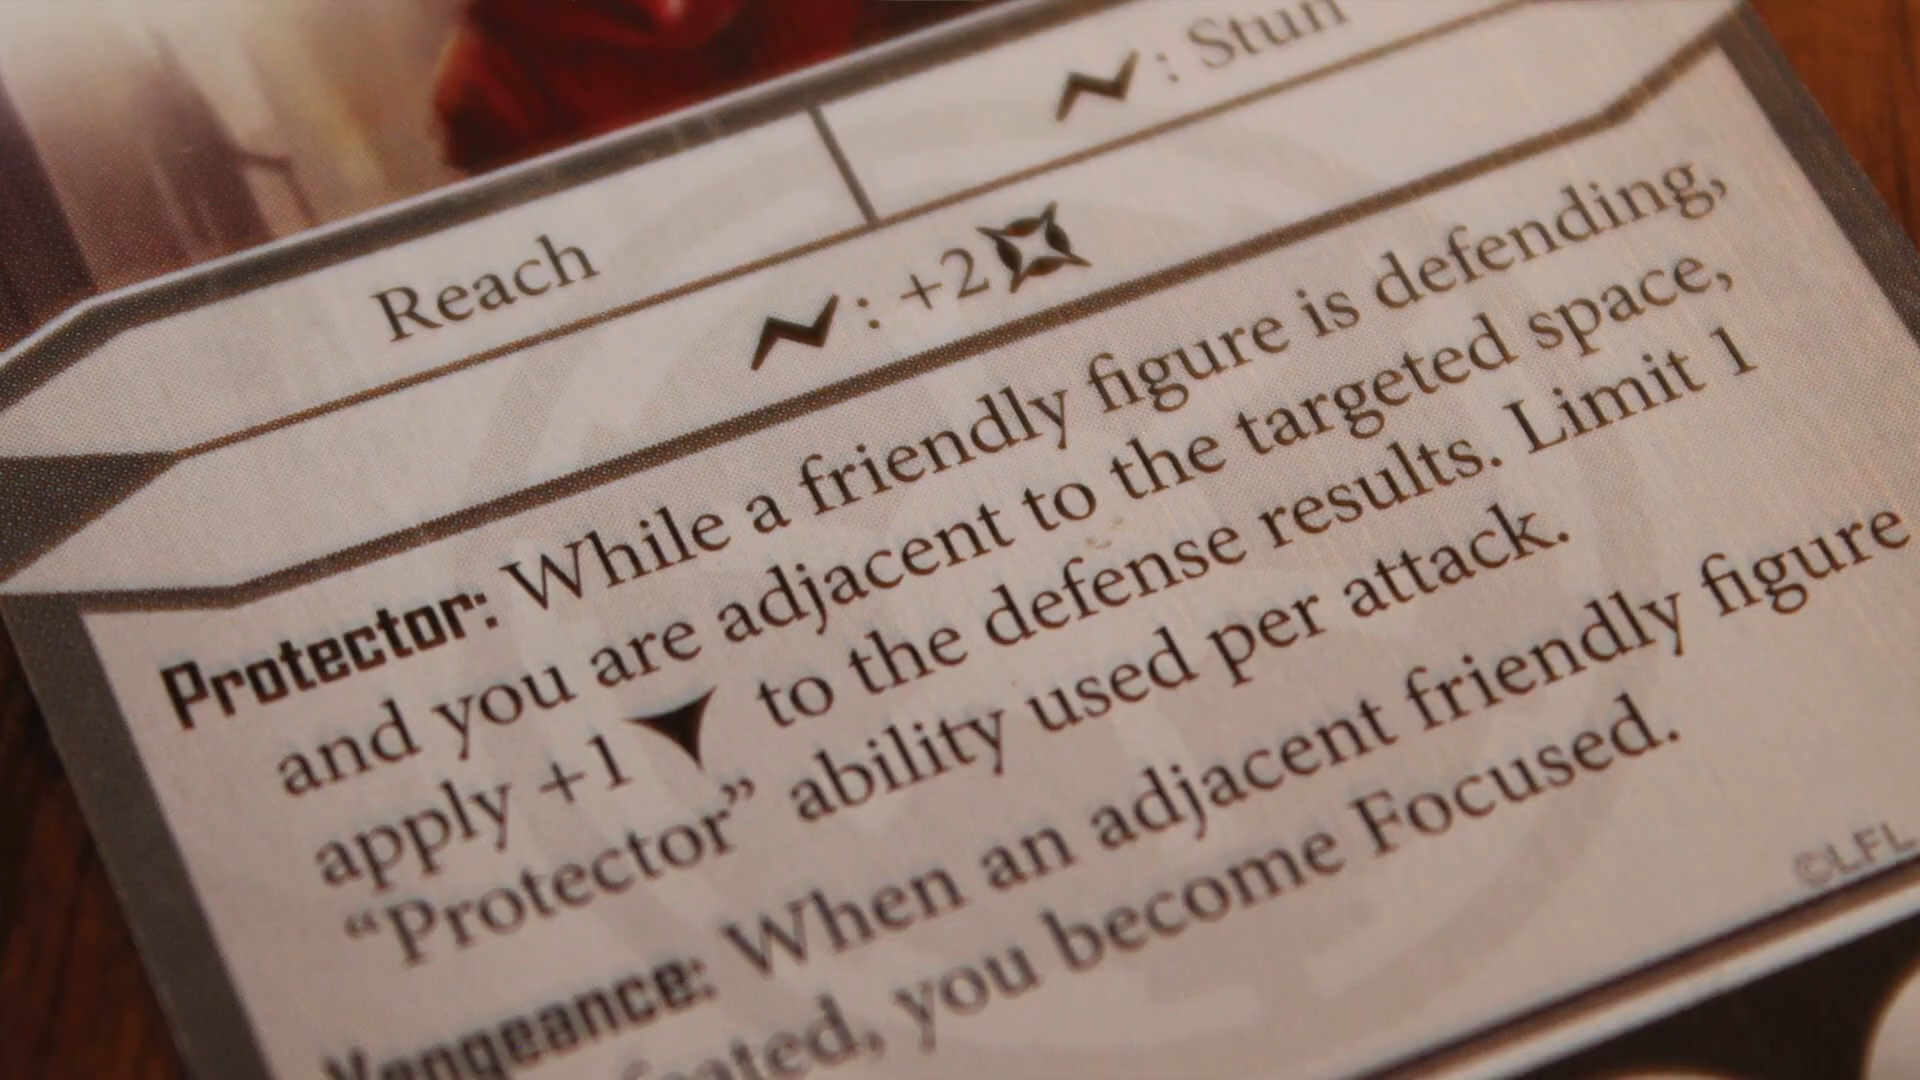 Reach
: Stun
: +2
Protector: While a friendly figure is defending,
and you are adjacent to the targeted space,
apply +1 to the defense results. Limit 1
“Protector” ability used per attack.
Vengeance: When an adjacent friendly figure
you become Focused.
©LFL